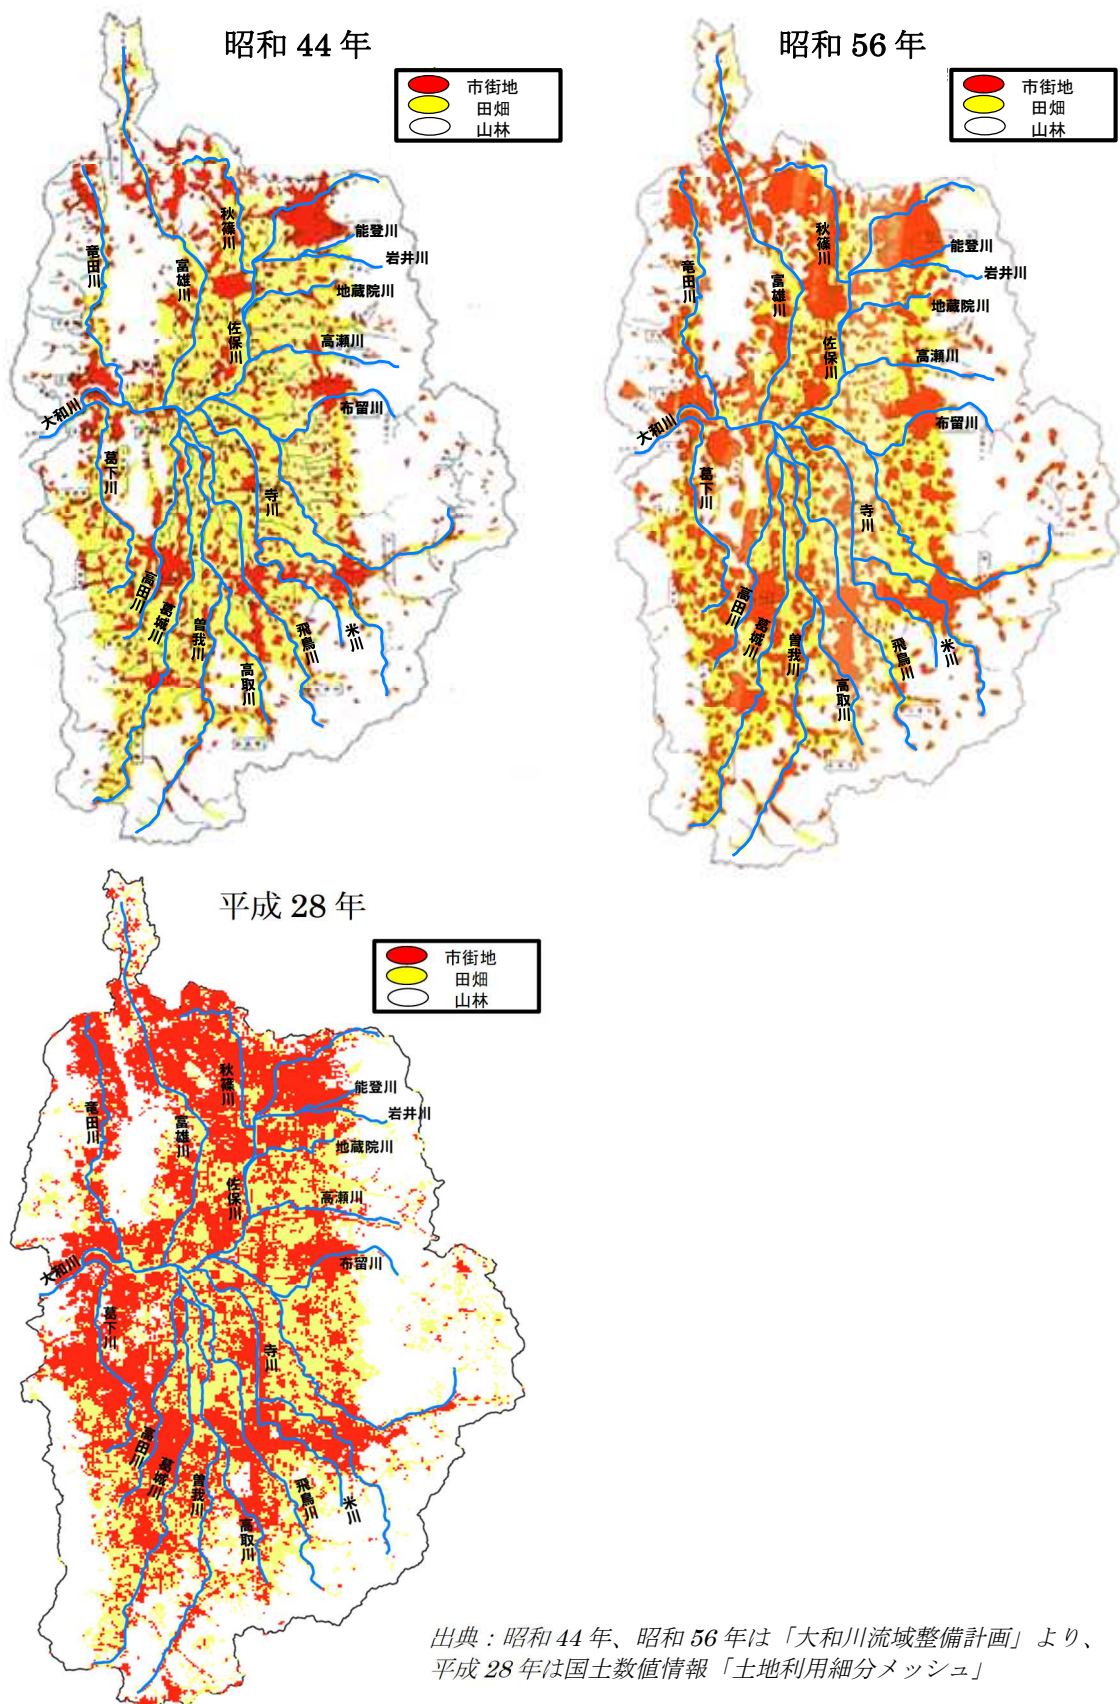 昭和 44 年
市街地
田畑
山林
秋篠川
能登川
岩井川
竜田川
富雄川
地蔵院川
佐保川
高瀬川
大和川
布留川
葛下川
寺川
高田川
葛城川
曽我川
飛鳥川
米川
高取川
昭和 56 年
市街地
田畑
山林
秋篠川
能登川
岩井川
竜田川
富雄川
地蔵院川
佐保川
高瀬川
大和川
布留川
葛下川
寺川
高田川
葛城川
曽我川
飛鳥川
米川
高取川
平成 28 年
市街地
田畑
山林
秋篠川
能登川
岩井川
竜田川
富雄川
地蔵院川
佐保川
高瀬川
大和川
布留川
葛下川
寺川
高田川
葛城川
曽我川
飛鳥川
米川
高取川
出典：昭和 44 年、昭和 56 年は「大和川流域整備計画」より、
平成 28 年は国土数値情報「土地利用細分メッシュ」